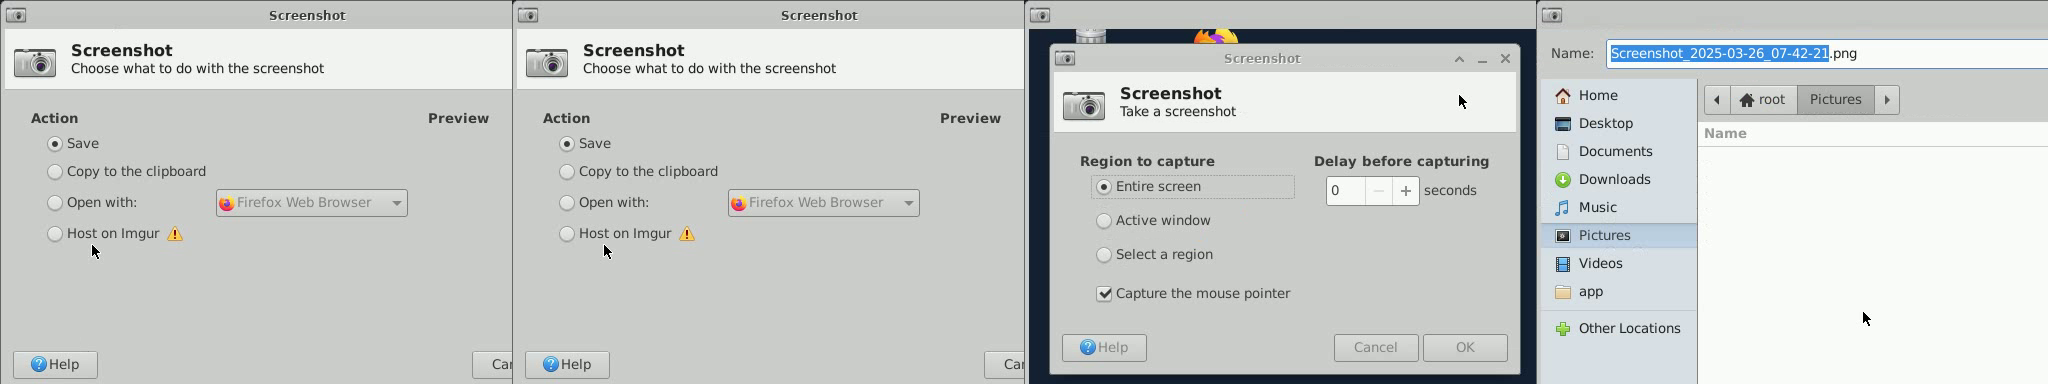 Screenshot
Screenshot
Choose what to do with the screenshot
Action
Preview
Save
Copy to the clipboard
Open with:
Firefox Web Browser
Host on Imgur
Help
Screenshot
Screenshot
Choose what to do with the screenshot
Action
Preview
Save
Copy to the clipboard
Open with:
Firefox Web Browser
Host on Imgur
Help
Screenshot
Screenshot
Take a screenshot
Region to capture
Delay before capturing
Entire screen
0
seconds
Active window
Select a region
Capture the mouse pointer
Help
Cancel
OK
Name: Screenshot_2025-03-26_07-42-21.png
Home
Desktop
Documents
Downloads
Music
Pictures
Videos
app
Other Locations
root
Pictures
Name